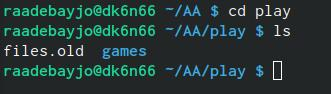 raadebayjo@dk6n66 ~/AA $ cd play
raadebayjo@dk6n66 ~/AA/play $ ls
files.old  games
raadebayjo@dk6n66 ~/AA/play $